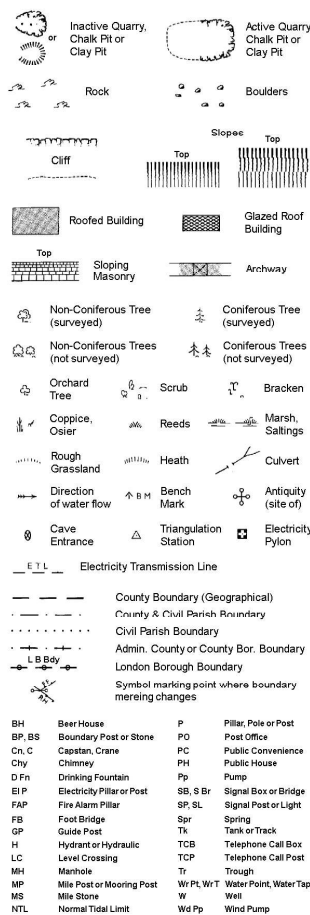 Inactive Quarry, Active Quarry,
or Chalk Pit or Chalk Pit or
Clay Pit Clay Pit
Rock Boulders
Slopes
Top
Cliff Top
Roofed Building Glazed Roof
Building
Top
Sloping Archway
Masonry
Non-Coniferous Tree Coniferous Tree
(surveyed) (surveyed)
Non-Coniferous Trees Coniferous Trees
(not surveyed) (not surveyed)
Orchard Scrub Bracken
Tree
Coppice, Reeds Marsh,
Osier Saltings
Rough Heath Culvert
Grassland
Direction B M Bench Antiquity
of water flow Mark (site of)
Cave Triangulation Electricity
Entrance Station Pylon
E T L Electricity Transmission Line
County Boundary (Geographical)
County & Civil Parish Boundary
Civil Parish Boundary
Admin. County or County Bor. Boundary
L B Bdy London Borough Boundary
Symbol marking point where boundary
mereing changes
BH Beer House P Pillar, Pole or Post
BP, BS Boundary Post or Stone PO Post Office
Cn, C Capstan, Crane PC Public Convenience
Chy Chimney PH Public House
D Fn Drinking Fountain Pp Pump
El P Electricity Pillar or Post SB, S Br Signal Box or Bridge
FAP Fire Alarm Pillar SP, SL Signal Post or Light
FB Foot Bridge Spr Spring
GP Guide Post Tk Tank or Track
H Hydrant or Hydraulic TCB Telephone Call Box
LC Level Crossing TCP Telephone Call Post
MH Manhole Tr Trough
MP Mile Post or Mooring Post Wr Pt, Wr T Water Point, Water Tap
MS Mile Stone W Well
NTL Normal Tidal Limit Wd Pp Wind Pump